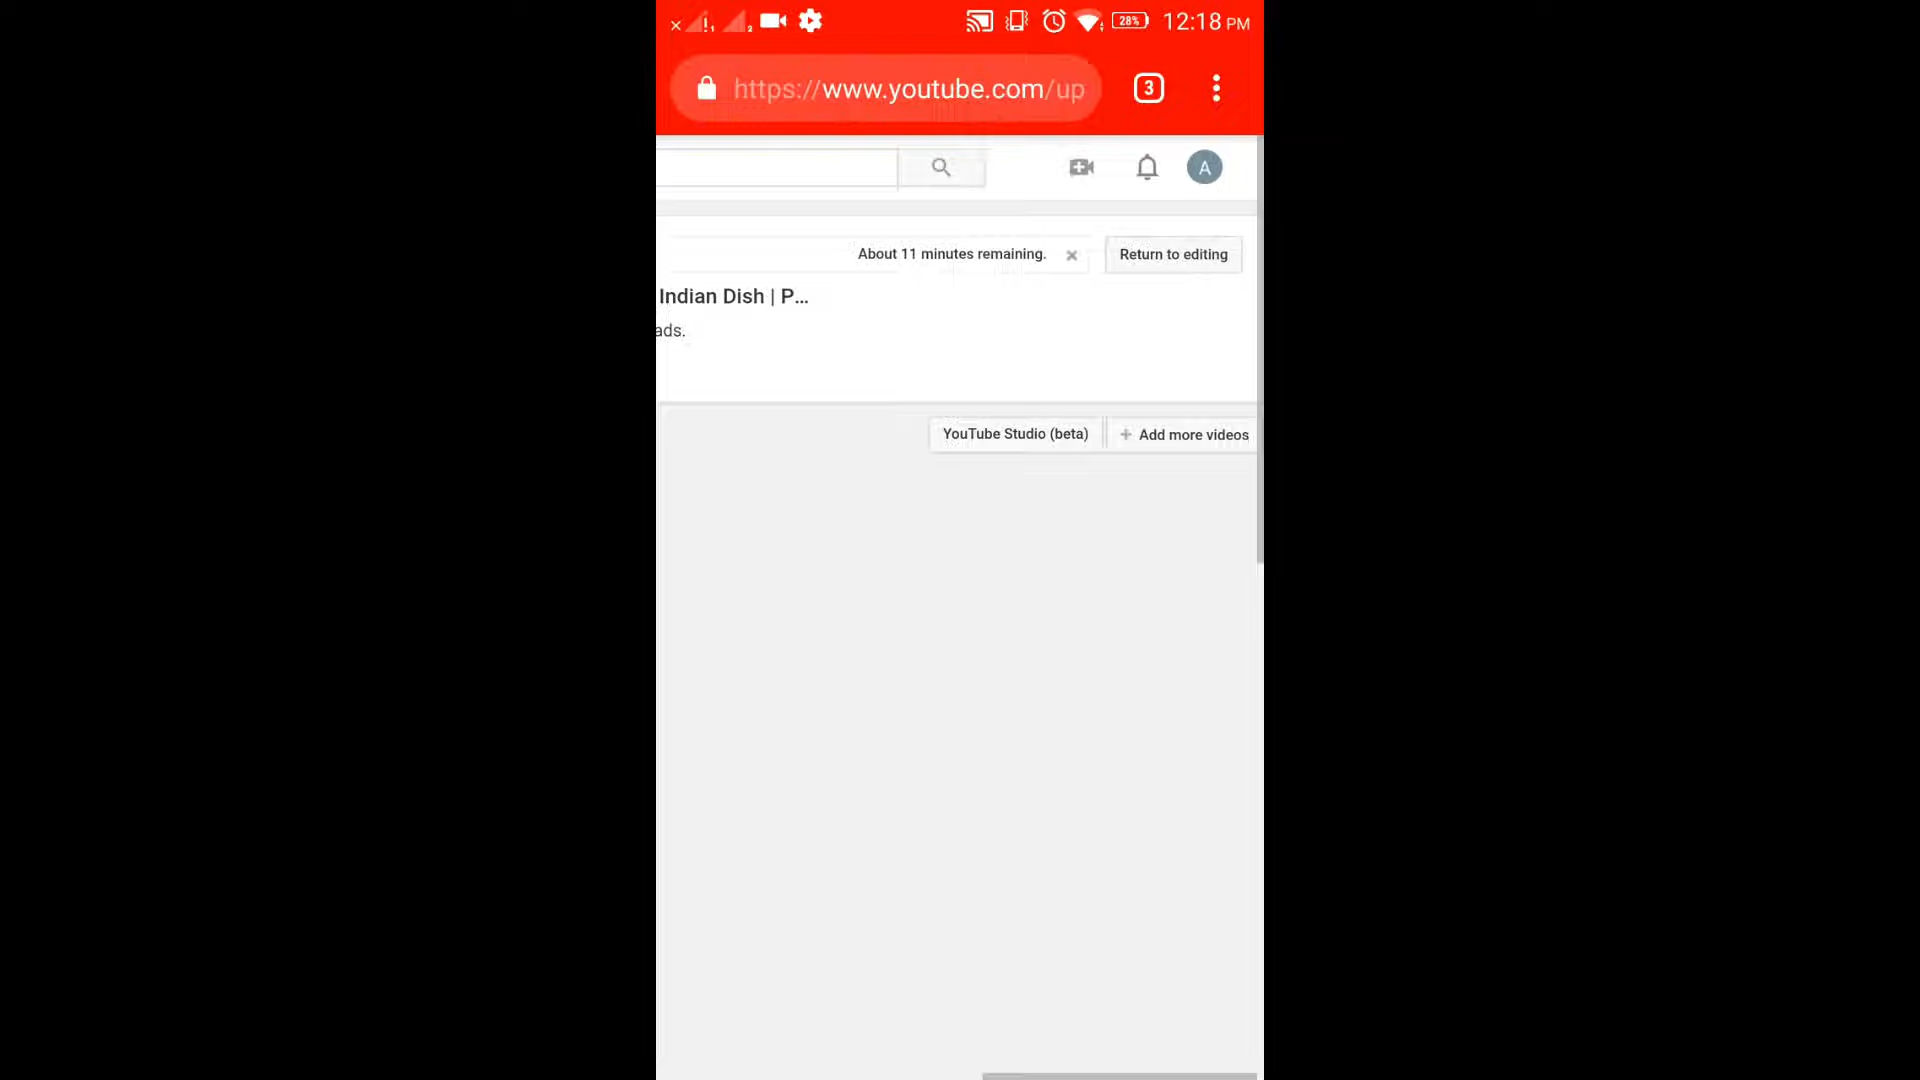 28% 12:18 PM
https://www.youtube.com/up 3
A
About 11 minutes remaining. Return to editing
Indian Dish | P...
ads.
YouTube Studio (beta) + Add more videos